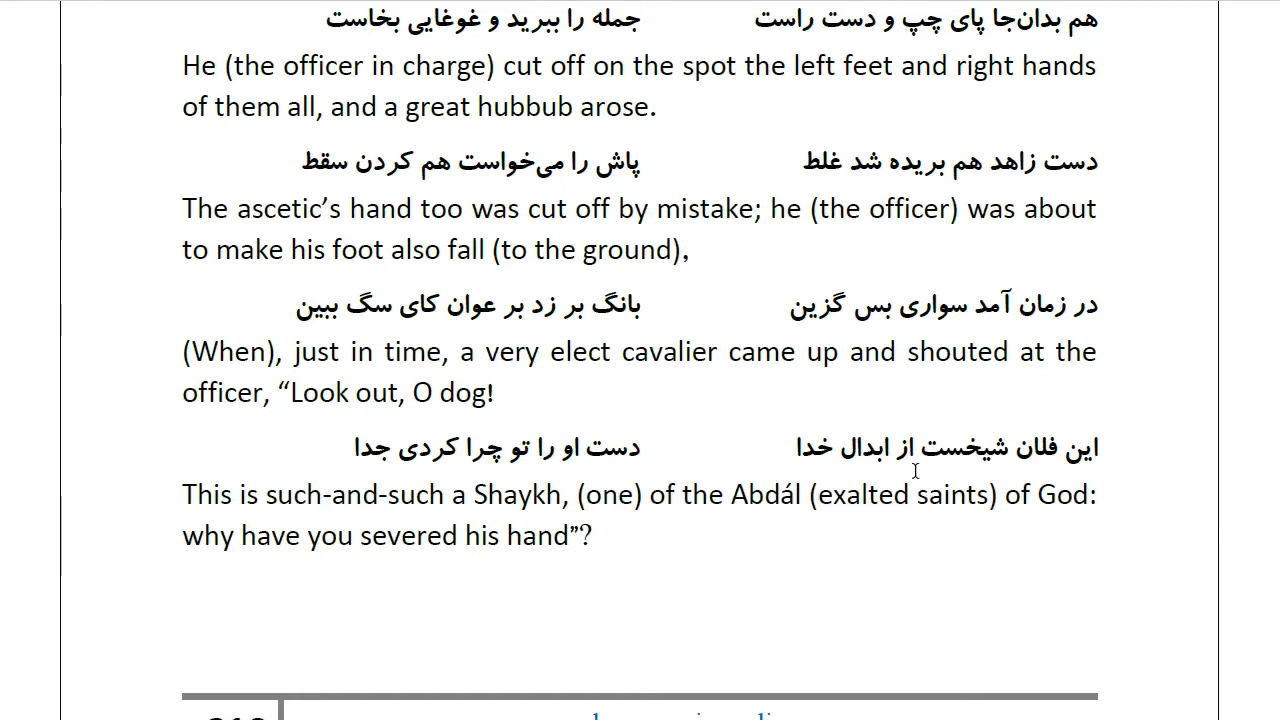 هم بدان‌جا پای چپ و دست راست جمله را ببرید و غوغایی بخاست
He (the officer in charge) cut off on the spot the left feet and right hands
of them all, and a great hubbub arose.
دست زاهد هم بریده شد غلط پاش را می‌خواست هم کردن سقط
The ascetic’s hand too was cut off by mistake; he (the officer) was about
to make his foot also fall (to the ground),
در زمان آمد سواری بس گزین بانگ بر زد بر عوان کای سگ ببین
(When), just in time, a very elect cavalier came up and shouted at the
officer, “Look out, O dog!
این فلان شیخست از ابدال خدا دست او را تو چرا کردی جدا
This is such-and-such a Shaykh, (one) of the Abdál (exalted saints) of God:
why have you severed his hand”?